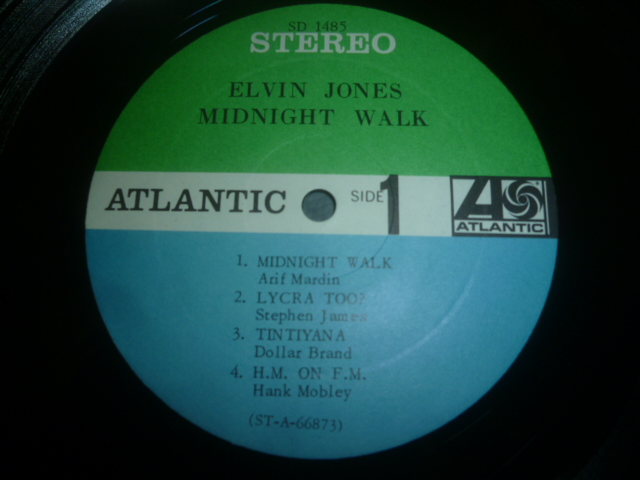 SD 1485
STEREO
ELVIN JONES
MIDNIGHT WALK
ATLANTIC SIDE 1
ATLANTIC
1. MIDNIGHT WALK
Arif Mardin
2. LYCRA TOO?
Stephen James
3. TINTIYANA
Dollar Brand
4. H.M. ON F.M.
Hank Mobley
(ST-A-66873)